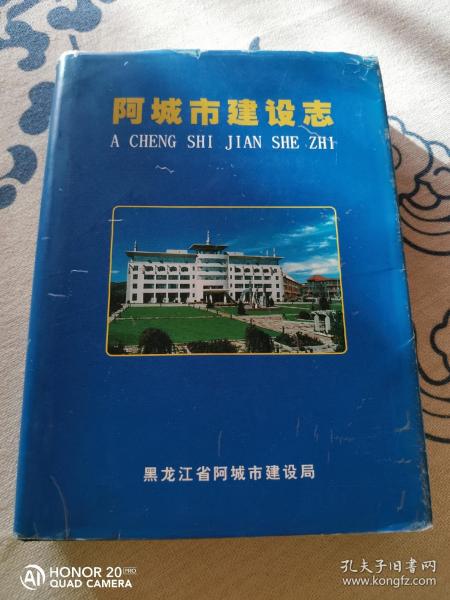 阿城市建设志
A CHENG SHI JIAN SHE ZHI
黑龙江省阿城市建设局
AI HONOR 20 PRO
QUAD CAMERA
孔夫子旧书网
www.kongfz.com